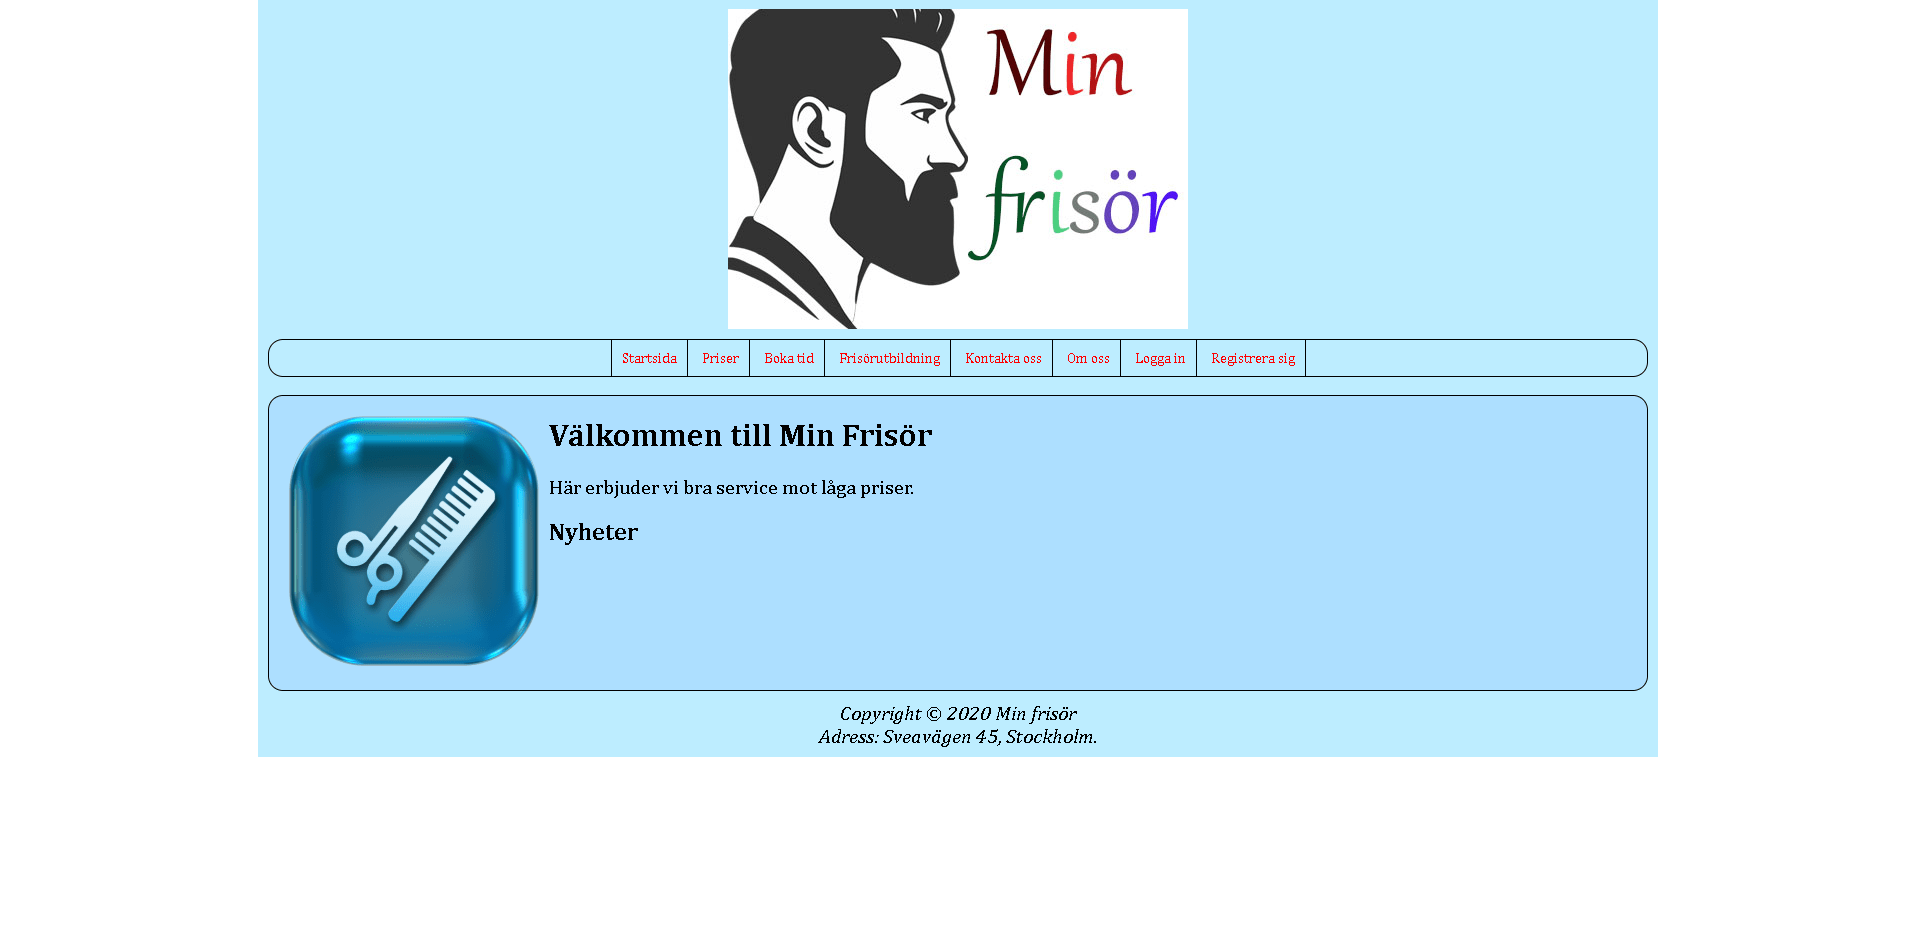 Min
frisör
Startsida Priser Boka tid Frisörutbildning Kontakta oss Om oss Logga in Registrera sig
Välkommen till Min Frisör
Här erbjuder vi bra service mot låga priser.
Nyheter
Copyright © 2020 Min frisör
Adress: Sveavägen 45, Stockholm.